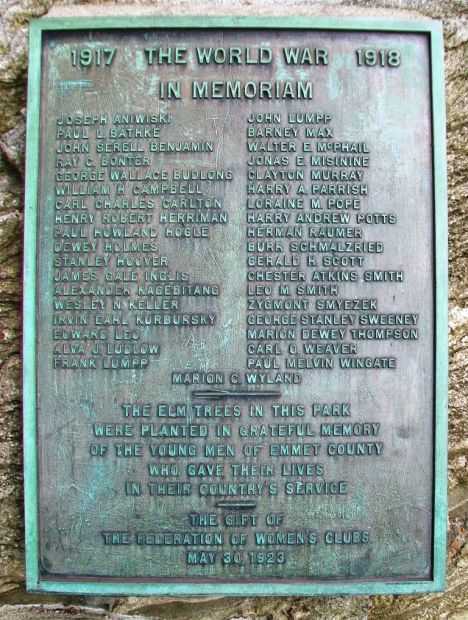 1917 THE WORLD WAR 1918
IN MEMORIAM
JOSEPH ANIWISKI
PAUL L BATHKE
JOHN SERELL BENJAMIN
RAY C. BONTER
GEORGE WALLACE BUDLONG
WILLIAM H. CAMPBELL
CARL CHARLES CARLTON
HENRY ROBERT HERRIMAN
PAUL HOWLAND HOGLE
DEWEY HOLMES
STANLEY HOOVER
JAMES GALE INGLIS
ALEXANDER KAGEBITANG
WESLEY N. KELLER
IRVIN EARL KORBURSKY
EDWARD LEO
ALVA J. LUDLOW
FRANK LUMPP
JOHN LUMPP
BARNEY MAX
WALTER E. McPHAIL
JONAS E. MISININE
CLAYTON MURRAY
HARRY A. PARRISH
LORAINE M. POPE
HARRY ANDREW POTTS
HERMAN RAUMER
BURR SCHMALZRIED
GERALD H. SCOTT
CHESTER ATKINS SMITH
LEO M. SMITH
ZYGMONT SMYEZEK
GEORGE STANLEY SWEENEY
MARION DEWEY THOMPSON
CARL O. WEAVER
PAUL MELVIN WINGATE
MARION C. WYLAND
THE ELM TREES IN THIS PARK
WERE PLANTED IN GRATEFUL MEMORY
OF THE YOUNG MEN OF EMMET COUNTY
WHO GAVE THEIR LIVES
IN THEIR COUNTRY'S SERVICE
THE GIFT OF
THE FEDERATION OF WOMEN'S CLUBS
MAY 30 1923